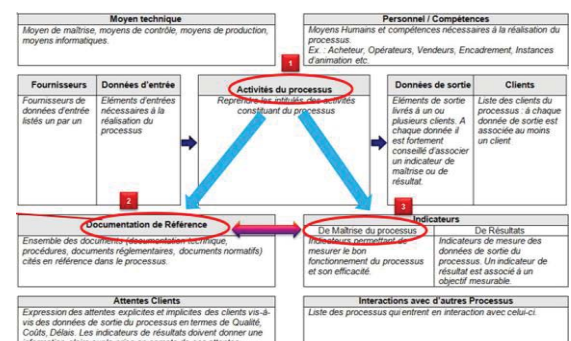 Moyen technique
Moyen de maîtrise, moyens de contrôle, moyens de production,
moyens informatiques.
Personnel / Compétences
Moyens Humains et compétences nécessaires à la réalisation du
processus.
Ex. : Acheteur, Opérateurs, Vendeurs, Encadrement, Instances
d'animation etc.
1
Fournisseurs
Fournisseurs de
données d'entrée
listés un par un
Données d'entrée
Eléments d'entrées
nécessaires à la
réalisation du
processus
Activités du processus
Reprendre les intitulés des activités
constituant du processus
Données de sortie
Eléments de sortie
livrés à un ou
plusieurs clients. A
chaque donnée il
est fortement
conseillé d'associer
un indicateur de
maîtrise ou de
résultat.
Clients
Liste des clients du
processus : à chaque
donnée de sortie est
associée au moins
un client
2
3
Documentation de Référence
Ensemble des documents (documentation technique,
procédures, documents réglementaires, documents normatifs)
cités en référence dans le processus.
Indicateurs
De Maîtrise du processus
Indicateurs permettant de
mesurer le bon
fonctionnement du processus
et son efficacité.
De Résultats
Indicateurs de mesure des
données de sortie du
processus. Un indicateur de
résultat est associé à un
objectif mesurable.
Attentes Clients
Expression des attentes explicites et implicites des clients vis-à-
vis des données de sortie du processus en termes de Qualité,
Coûts, Délais. Les indicateurs de résultats doivent donner une
Interactions avec d'autres Processus
Liste des processus qui entrent en interaction avec celui-ci.